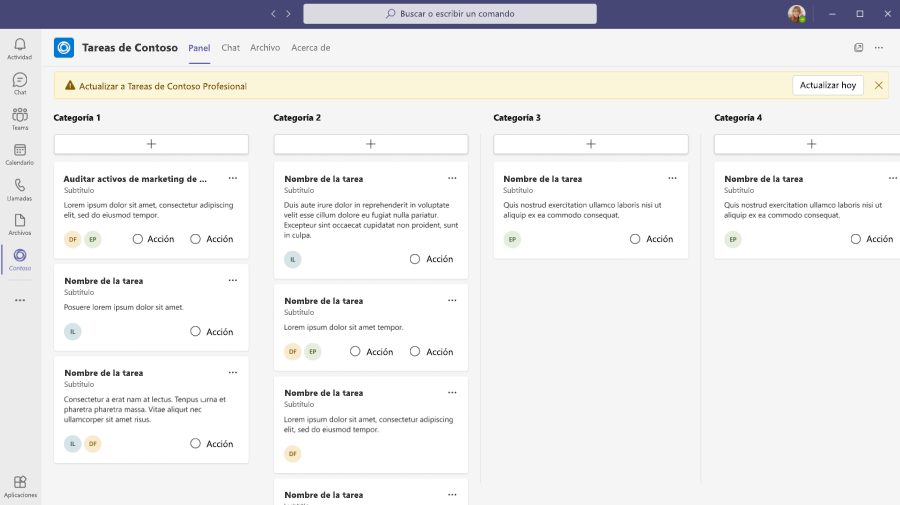 Buscar o escribir un comando
Actividad
Chat
Teams
Calendario
Llamadas
Archivos
Contoso
Aplicaciones
Tareas de Contoso
Panel
Chat
Archivo
Acerca de
Actualizar a Tareas de Contoso Profesional
Actualizar hoy
Categoría 1
Auditar activos de marketing de ...
Subtítulo
Lorem ipsum dolor sit amet, consectetur adipiscing
elit, sed do eiusmod tempor.
DF
EP
Acción
Acción
Nombre de la tarea
Subtítulo
Posuere lorem ipsum dolor sit amet.
IL
Acción
Nombre de la tarea
Subtítulo
Consectetur a erat nam at lectus. Tenpus urna et
pharetra pharetra massa. Vitae aliquit nec
ullamcorper sit amet risus.
IL
DF
Acción
Categoría 2
Nombre de la tarea
Subtítulo
Duis aute irure dolor in reprehenderit in voluptate
velit esse cillum dolore eu fugiat nulla pariatur.
Excepteur sint occaecat cupidatat non proident, sunt
in culpa.
IL
Acción
Nombre de la tarea
Subtítulo
Lorem ipsum dolor sit amet tempor.
DF
EP
Acción
Acción
Nombre de la tarea
Subtítulo
Lorem ipsum dolor sit amet, consectetur adipiscing
elit, sed do eiusmod tempor.
DF
Nombre de la tarea
Categoría 3
Nombre de la tarea
Subtítulo
Quis nostrud exercitation ullamco laboris nisi ut
aliquip ex ea commodo consequat.
EP
Acción
Categoría 4
Nombre de la tarea
Subtítulo
Quis nostrud exercitation ullamco laboris nisi ut
aliquip ex ea commodo consequat.
EP
Acción